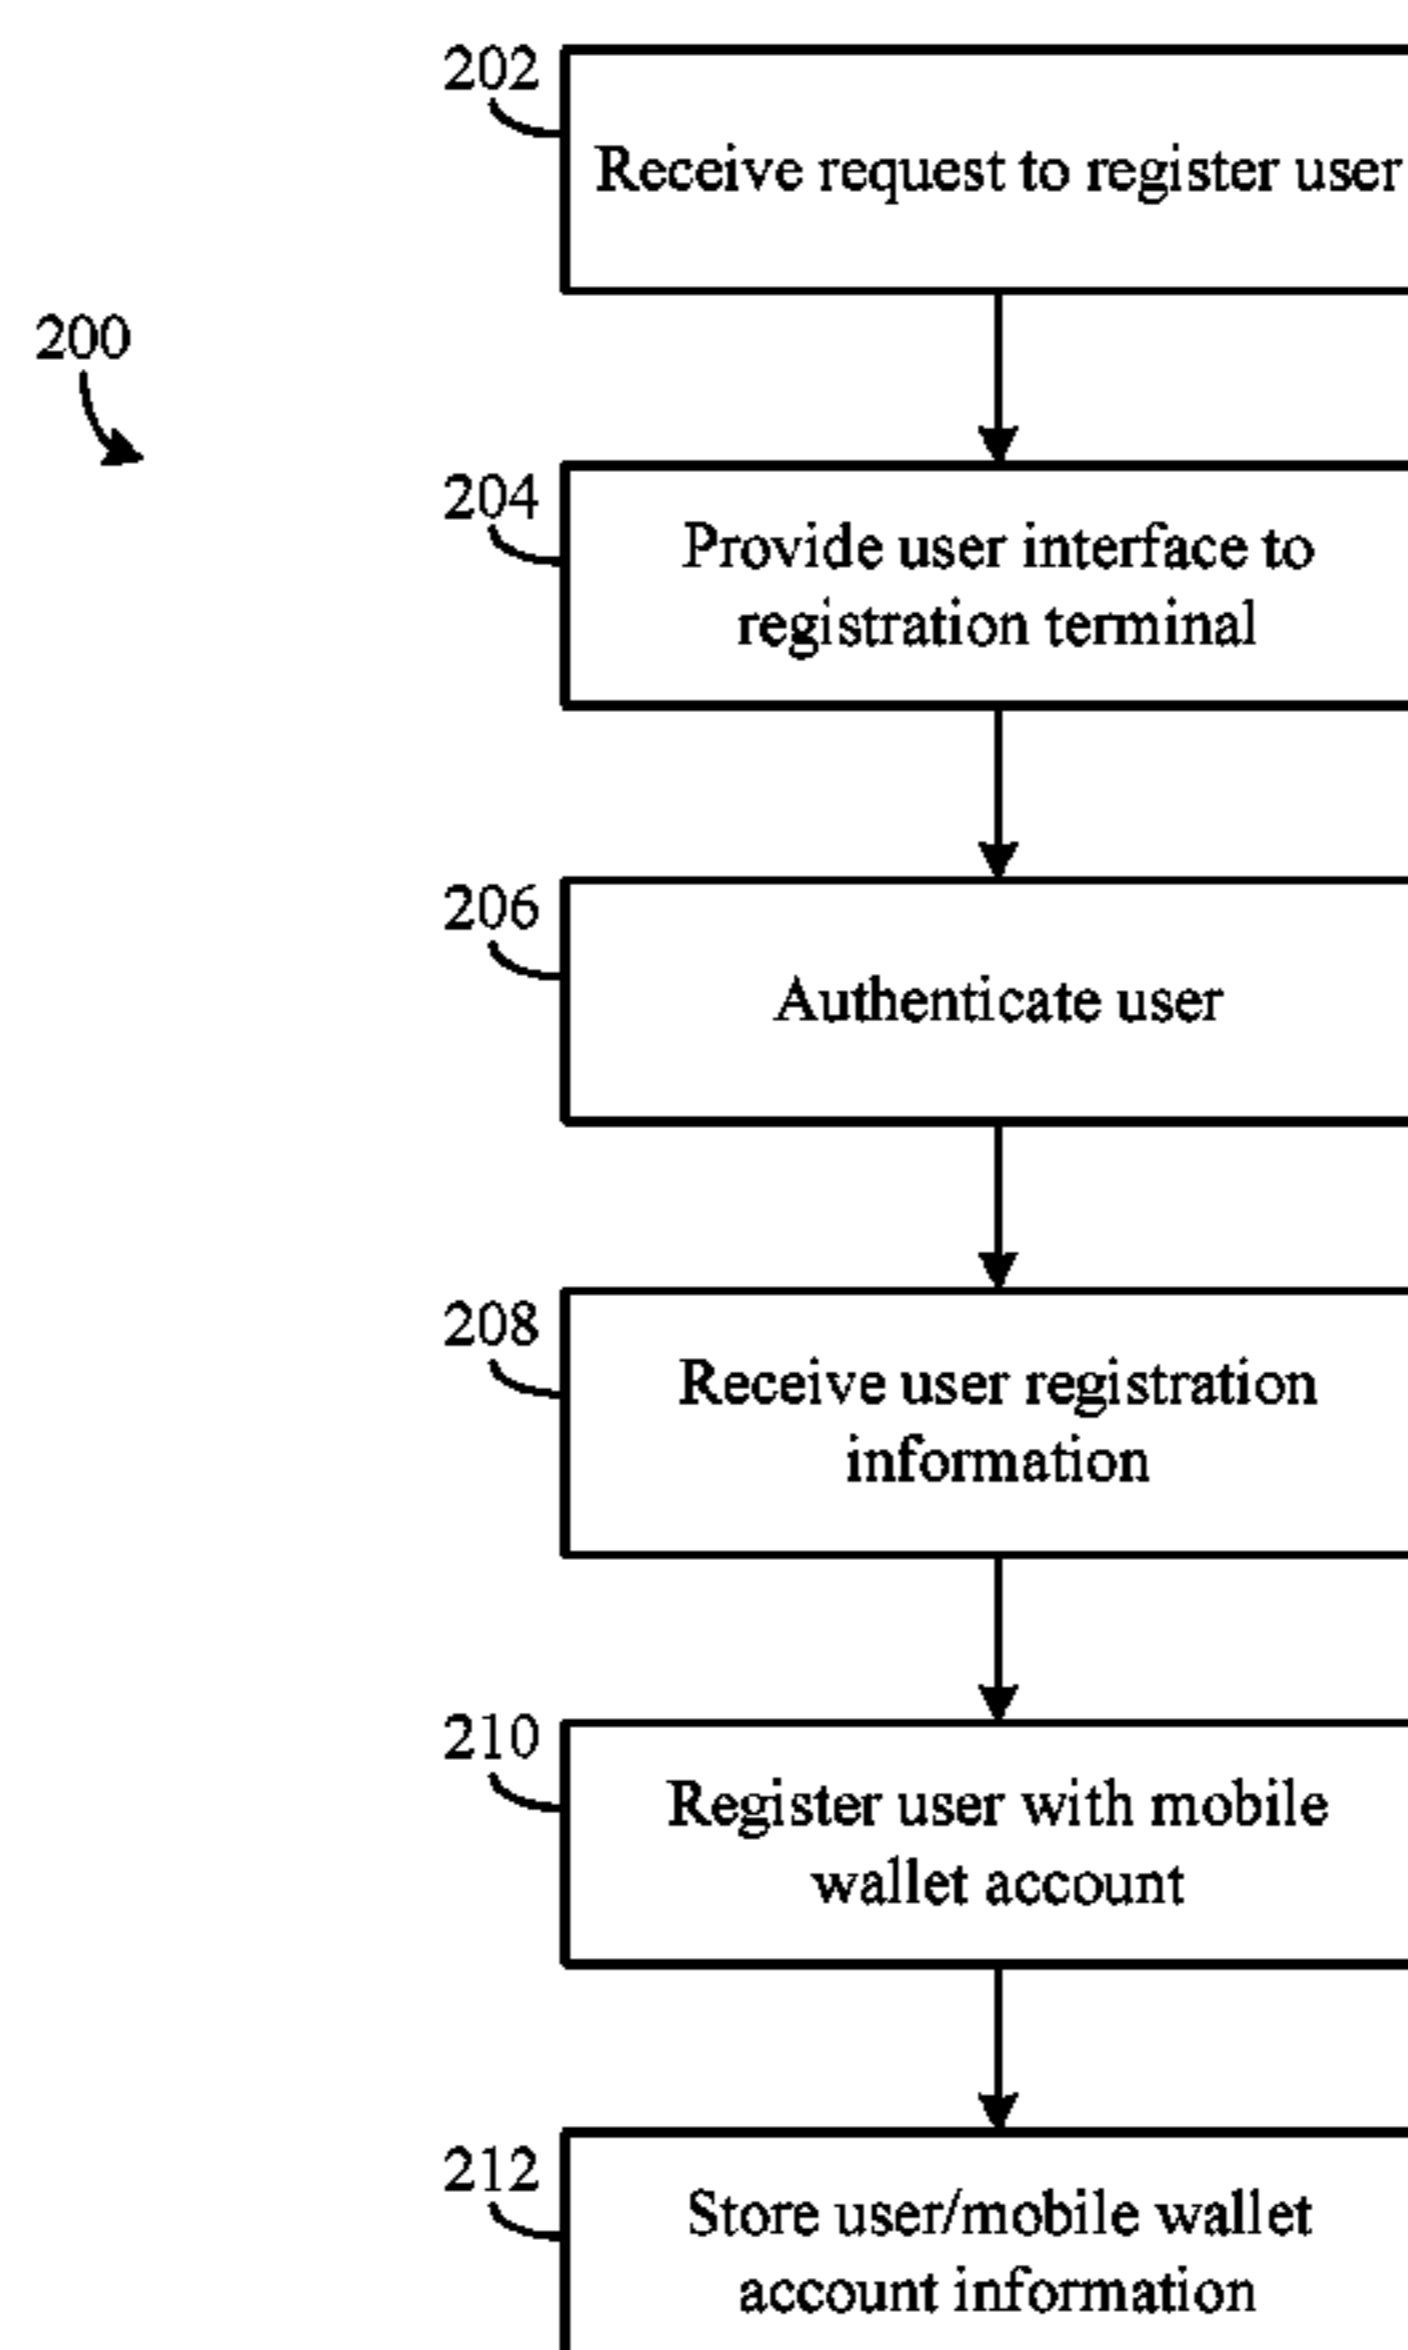 202
Receive request to register user
200
204
Provide user interface to
registration terminal
206
Authenticate user
208
Receive user registration
information
210
Register user with mobile
wallet account
212
Store user/mobile wallet
account information